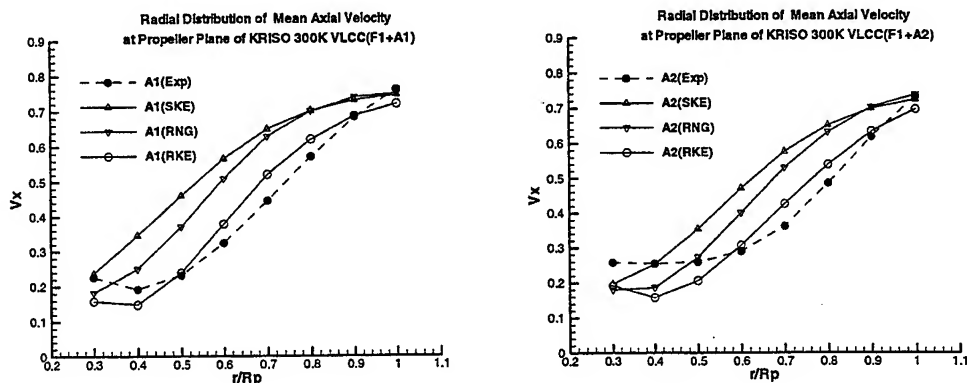 Radial Distribution of Mean Axial Velocity
at Propeller Plane of KRISO 300K VLCC(F1+A1)
0.9
0.8
0.7
0.6
0.5
0.4
0.3
0.2
0.1
0
Vx
A1(Exp)
A1(SKE)
A1(RNG)
A1(RKE)
0.2 0.3 0.4 0.5 0.6 0.7 0.8 0.9 1 1.1
r/Rp
Radial Distribution of Mean Axial Velocity
at Propeller Plane of KRISO 300K VLCC(F1+A2)
0.9
0.8
0.7
0.6
0.5
0.4
0.3
0.2
0.1
0
Vx
A2(Exp)
A2(SKE)
A2(RNG)
A2(RKE)
0.2 0.3 0.4 0.5 0.6 0.7 0.8 0.9 1 1.1
r/Rp